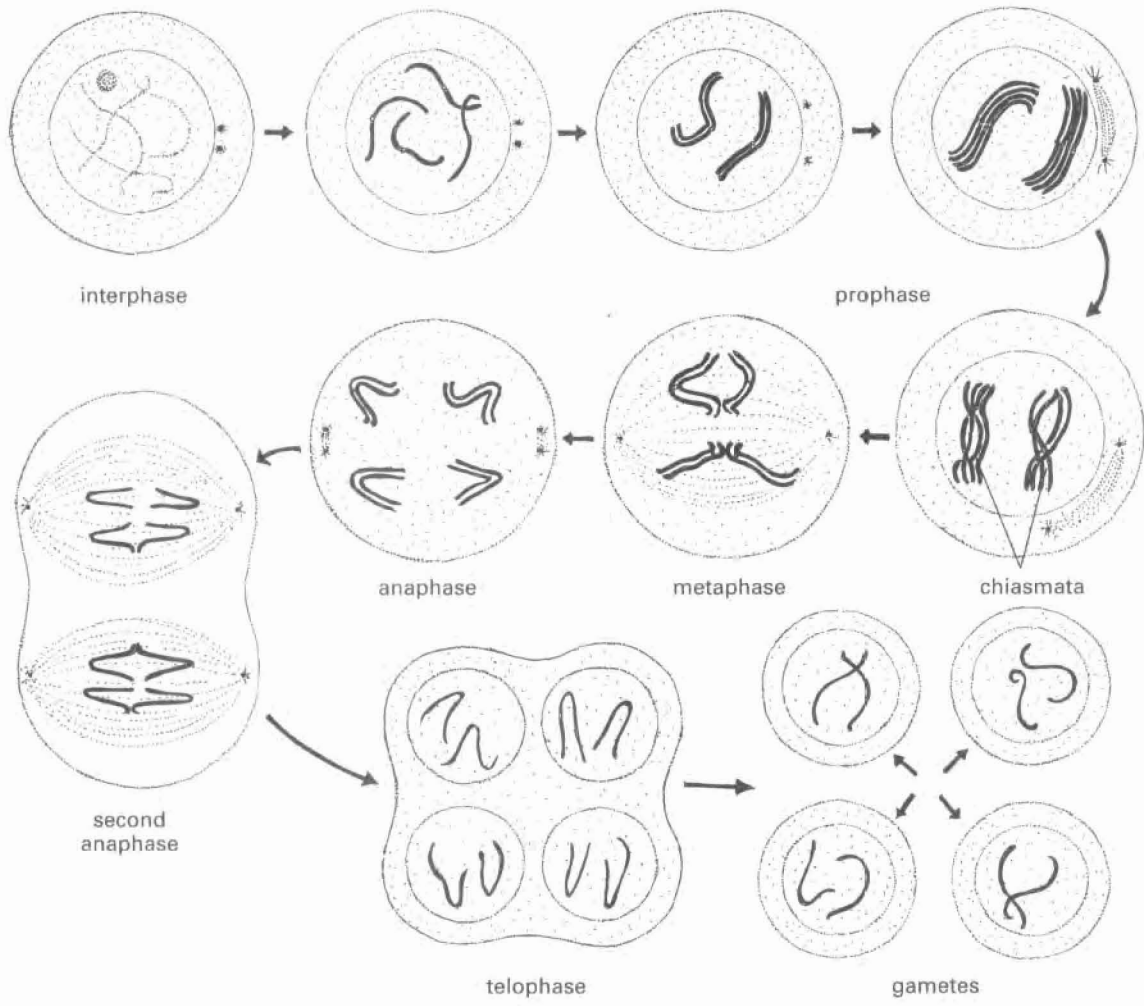 interphase
prophase
anaphase
metaphase
chiasmata
second
anaphase
telophase
gametes